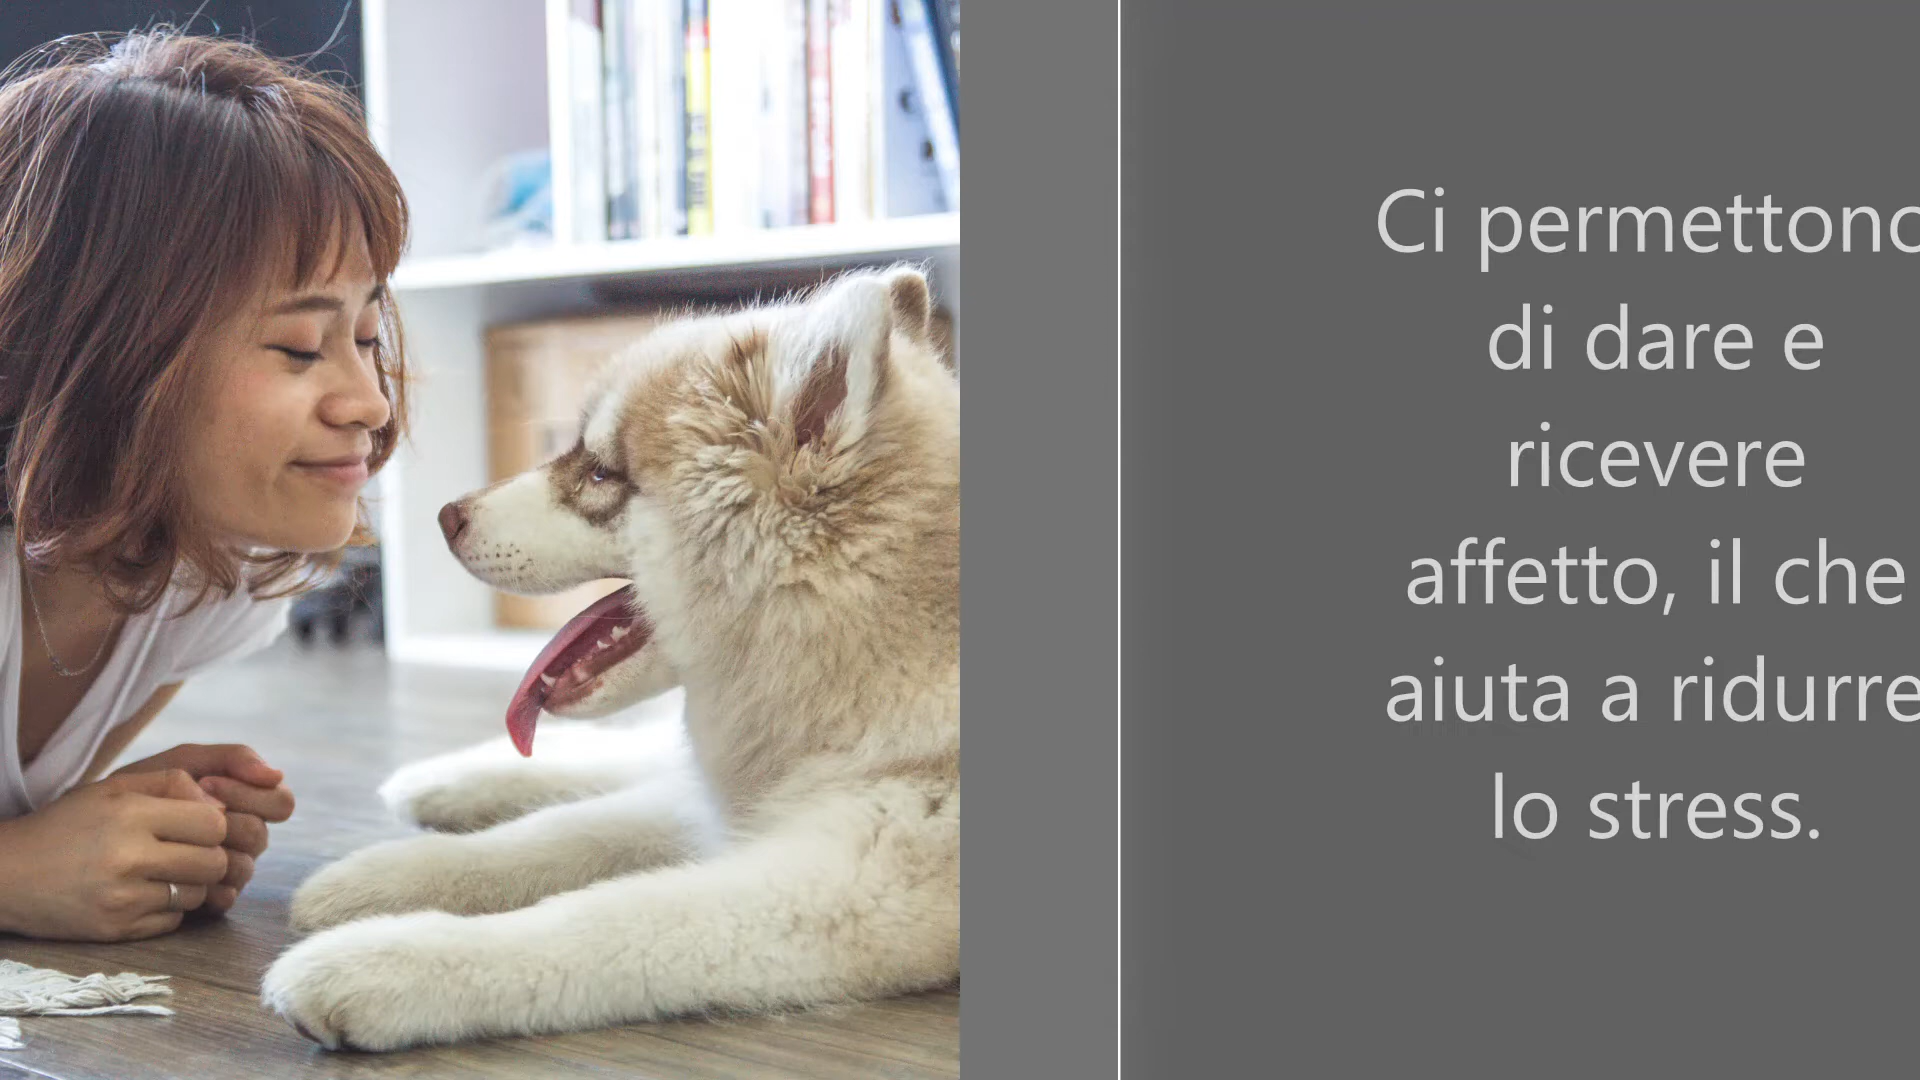 Ci permettono
di dare e
ricevere
affetto, il che
aiuta a ridurre
lo stress.